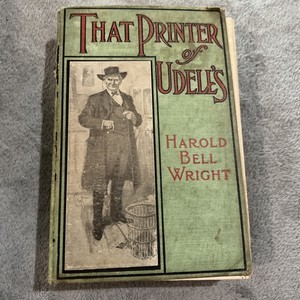 THAT PRINTER
of
UDELL'S
HAROLD
BELL
WRIGHT